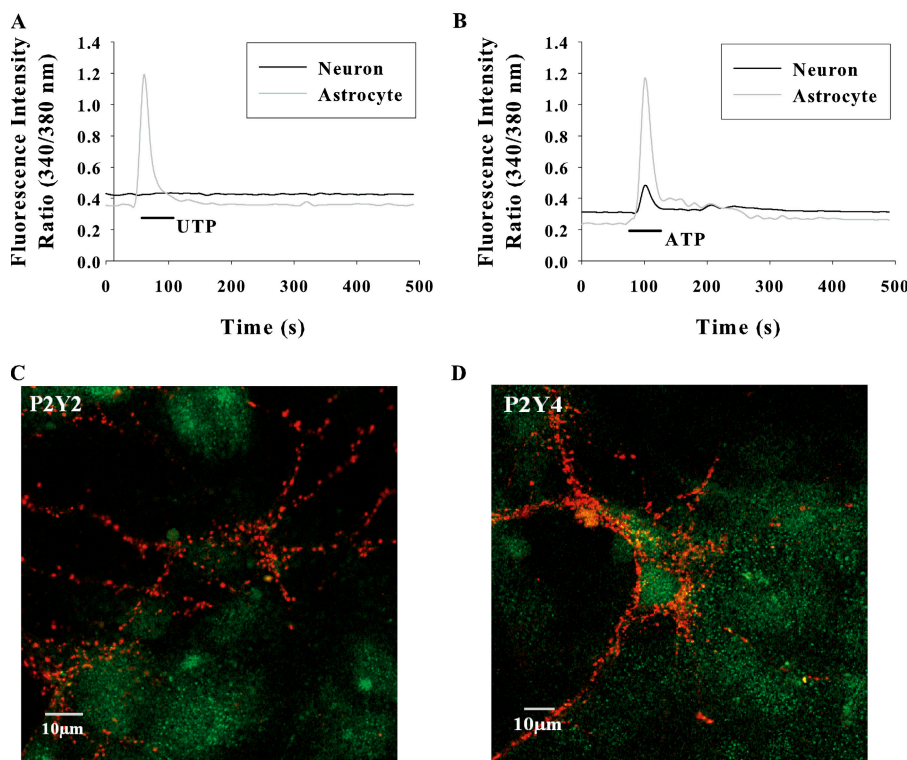 A
B
Fluorescence Intensity
Ratio (340/380 nm)
1.4
1.2
1.0
0.8
0.6
0.4
0.2
0.0
Neuron
Astrocyte
UTP
0 100 200 300 400 500
Time (s)
Fluorescence Intensity
Ratio (340/380 nm)
1.4
1.2
1.0
0.8
0.6
0.4
0.2
0.0
Neuron
Astrocyte
ATP
0 100 200 300 400 500
Time (s)
C
P2Y2
10μm
D
P2Y4
10μm